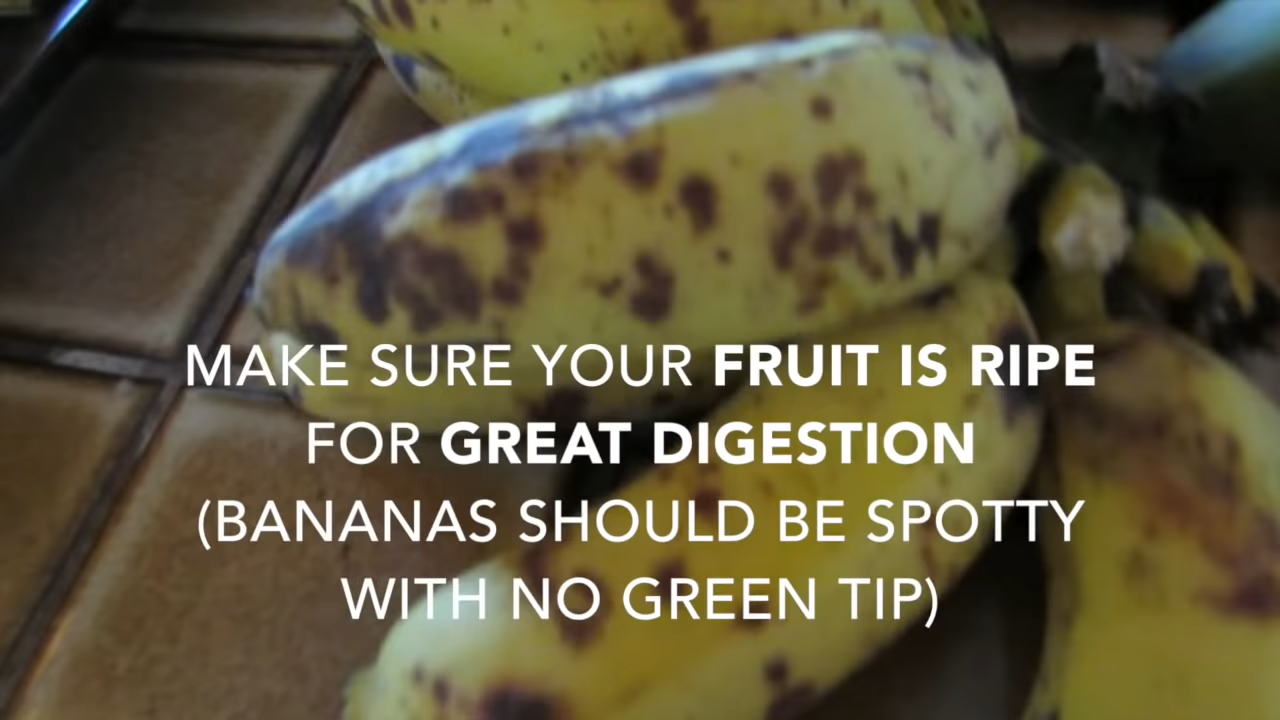 MAKE SURE YOUR FRUIT IS RIPE
FOR GREAT DIGESTION
(BANANAS SHOULD BE SPOTTY
WITH NO GREEN TIP)